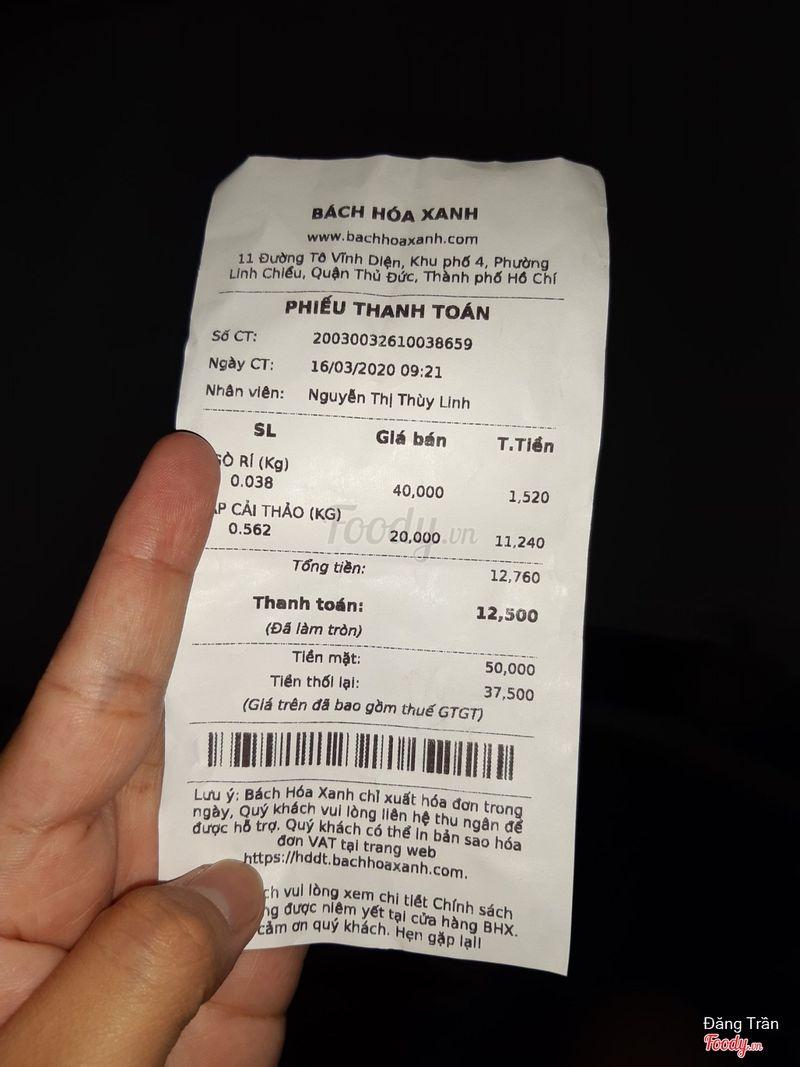 BÁCH HÓA XANH
www.bachhoaxanh.com
11 Đường Tô Vĩnh Diện, Khu phố 4, Phường
Linh Chiểu, Quận Thủ Đức, Thành phố Hồ Chí
PHIẾU THANH TOÁN
Số CT: 20030032610038659
Ngày CT: 16/03/2020 09:21
Nhân viên: Nguyễn Thị Thùy Linh
SL Giá bán T.Tiền
RÍ (Kg)
0.038 40,000 1,520
CẢI THẢO (KG)
0.562 20,000 11,240
Foody.vn
Tổng tiền: 12,760
Thanh toán: 12,500
(Đã làm tròn)
Tiền mặt: 50,000
Tiền thối lại: 37,500
(Giá trên đã bao gồm thuế GTGT)
Lưu ý: Bách Hóa Xanh chỉ xuất hóa đơn trong
ngày, Quý khách vui lòng liên hệ thu ngân để
được hỗ trợ. Quý khách có thể in bản sao hóa
đơn VAT tại trang web
https://hddt.bachhoaxanh.com.
vui lòng xem chi tiết Chính sách
được niêm yết tại cửa hàng BHX.
cảm ơn quý khách. Hẹn gặp lại!
Đăng Trần
Foody.vn